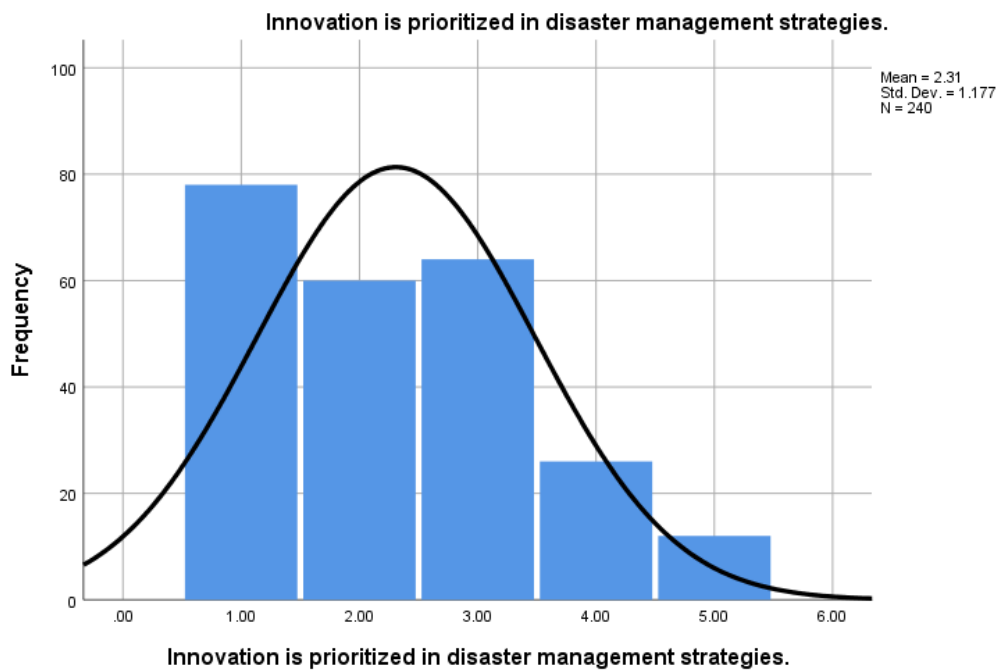 Innovation is prioritized in disaster management strategies.
Mean = 2.31
Std. Dev. = 1.177
N = 240
Frequency
100
80
60
40
20
0
.00 1.00 2.00 3.00 4.00 5.00 6.00
Innovation is prioritized in disaster management strategies.